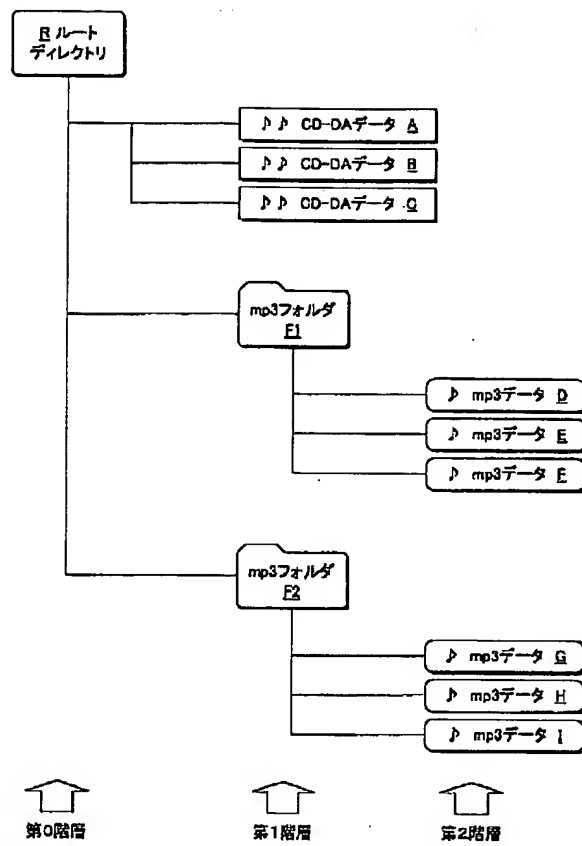 R ルート
ディレクトリ
♪♪ CD-DAデータ A
♪♪ CD-DAデータ B
♪♪ CD-DAデータ C
mp3フォルダ
F1
♪ mp3データ D
♪ mp3データ E
♪ mp3データ F
mp3フォルダ
F2
♪ mp3データ G
♪ mp3データ H
♪ mp3データ I
第0階層
第1階層
第2階層